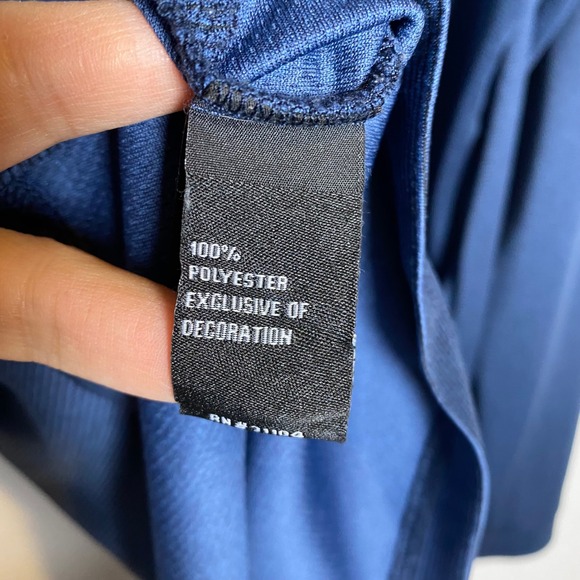 100%
POLYESTER
EXCLUSIVE OF
DECORATION